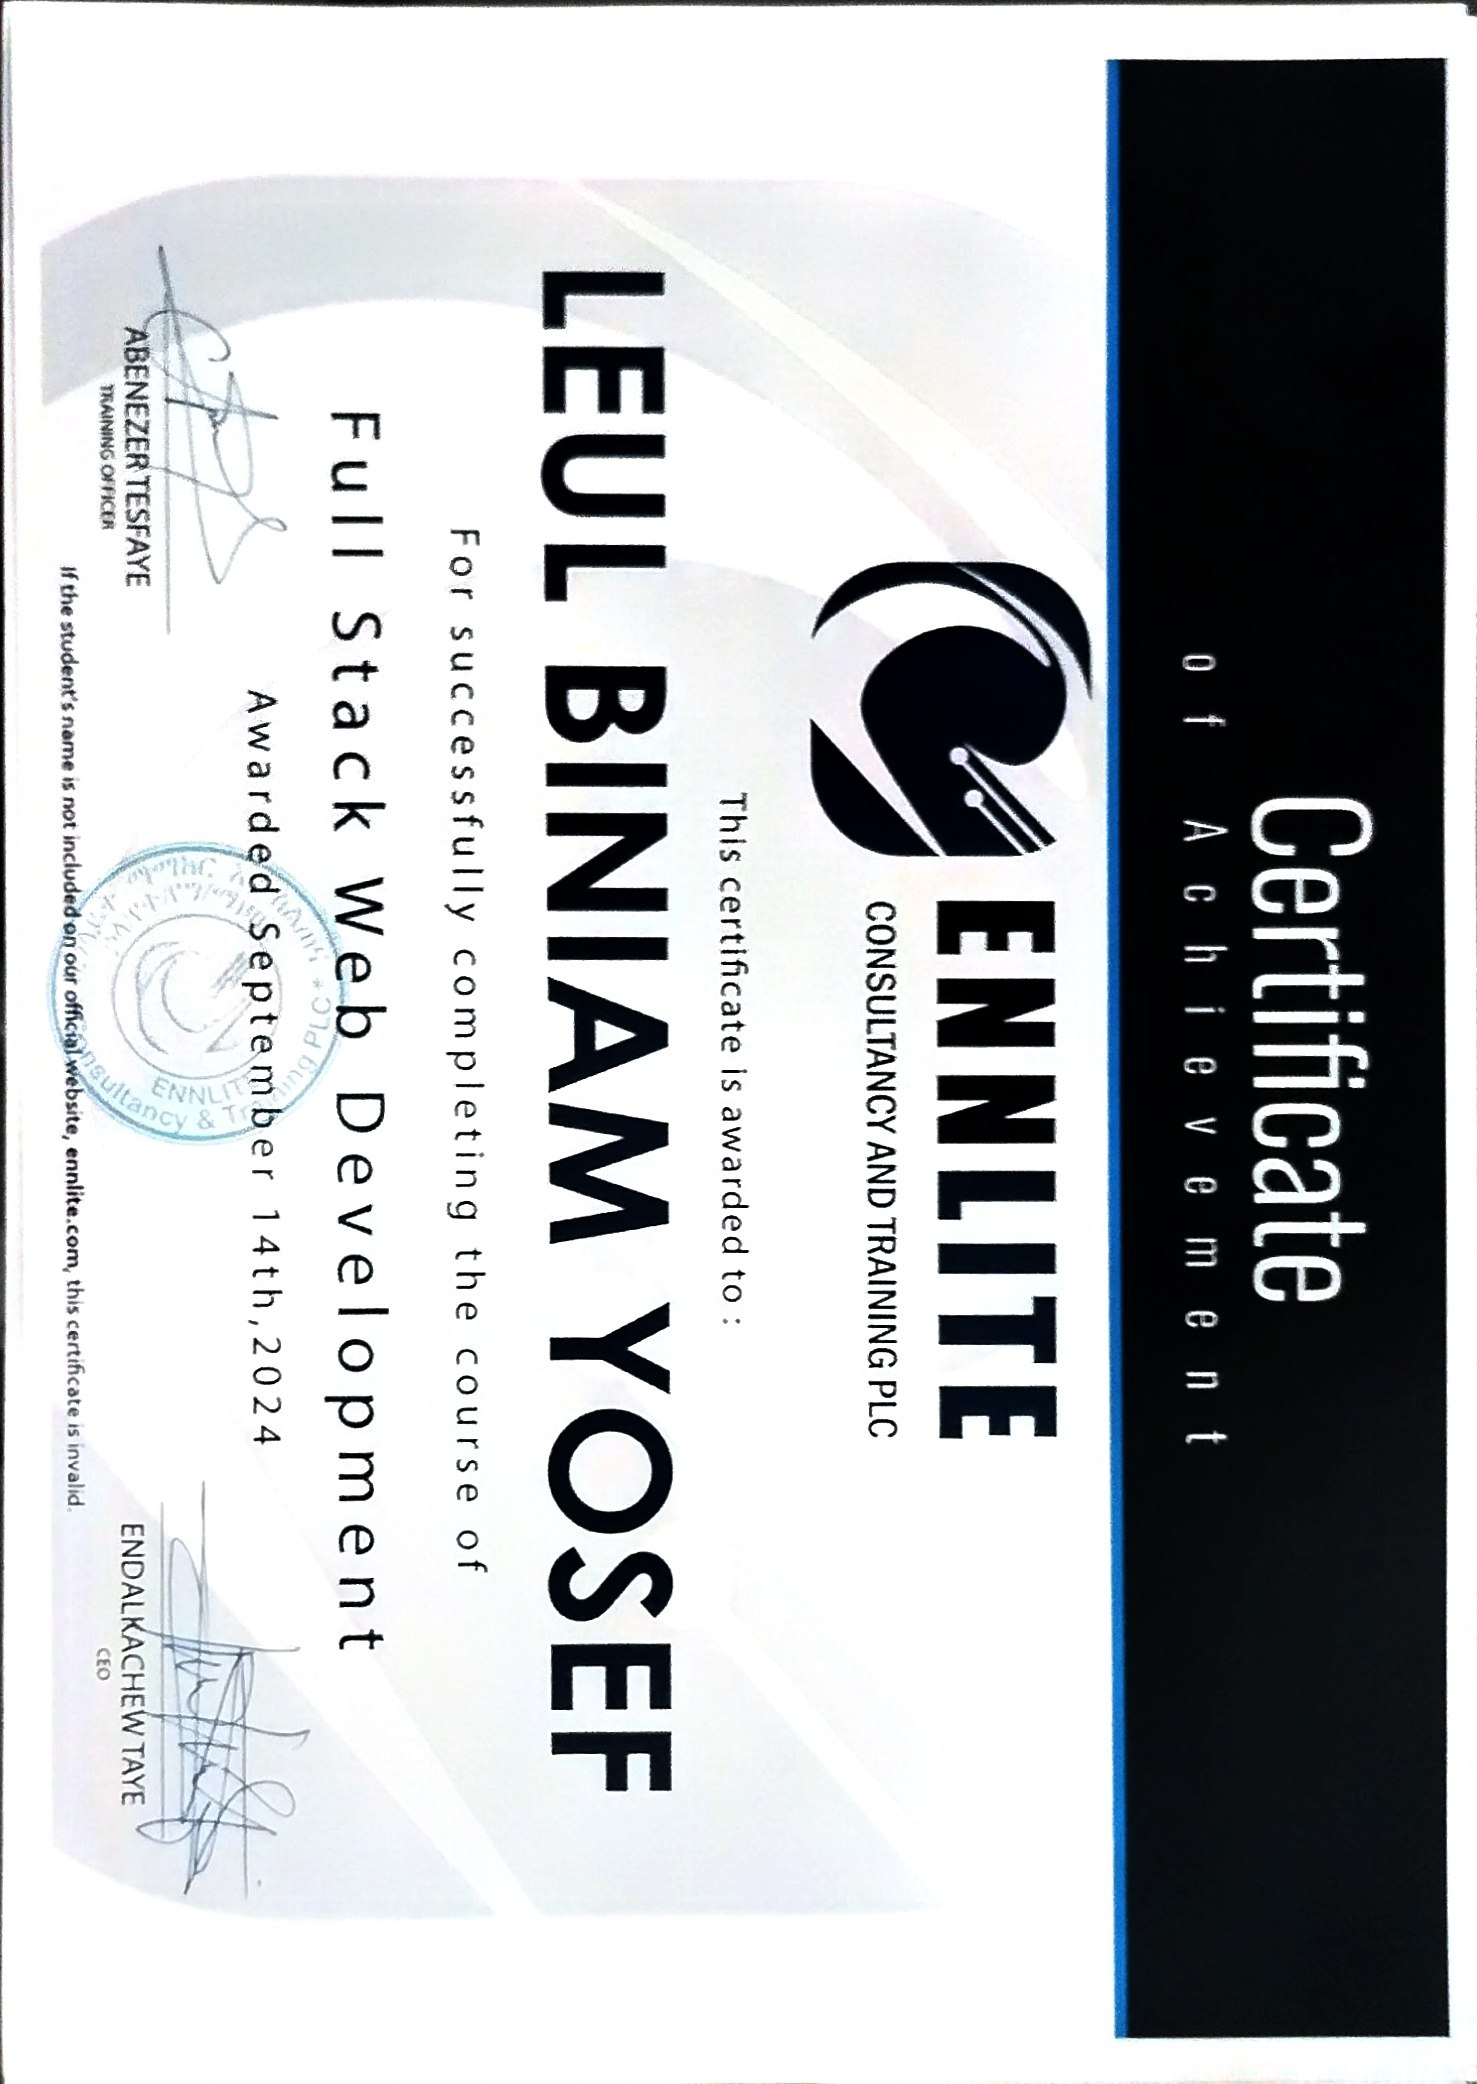 Certificate
of Achievement
ENNLITE
CONSULTANCY AND TRAINING PLC
This certificate is awarded to :
LEUL BINIAM YOSEF
For successfully completing the course of
Full Stack Web Development
Awarded September 14th,2024
ENNLITE
Consultancy & Training PLC *
ABENEZER TESFAYE
TRAINING OFFICER
ENDALKACHEW TAYE
CEO
If the student's name is not included on our official website, ennlite.com, this certificate is invalid.